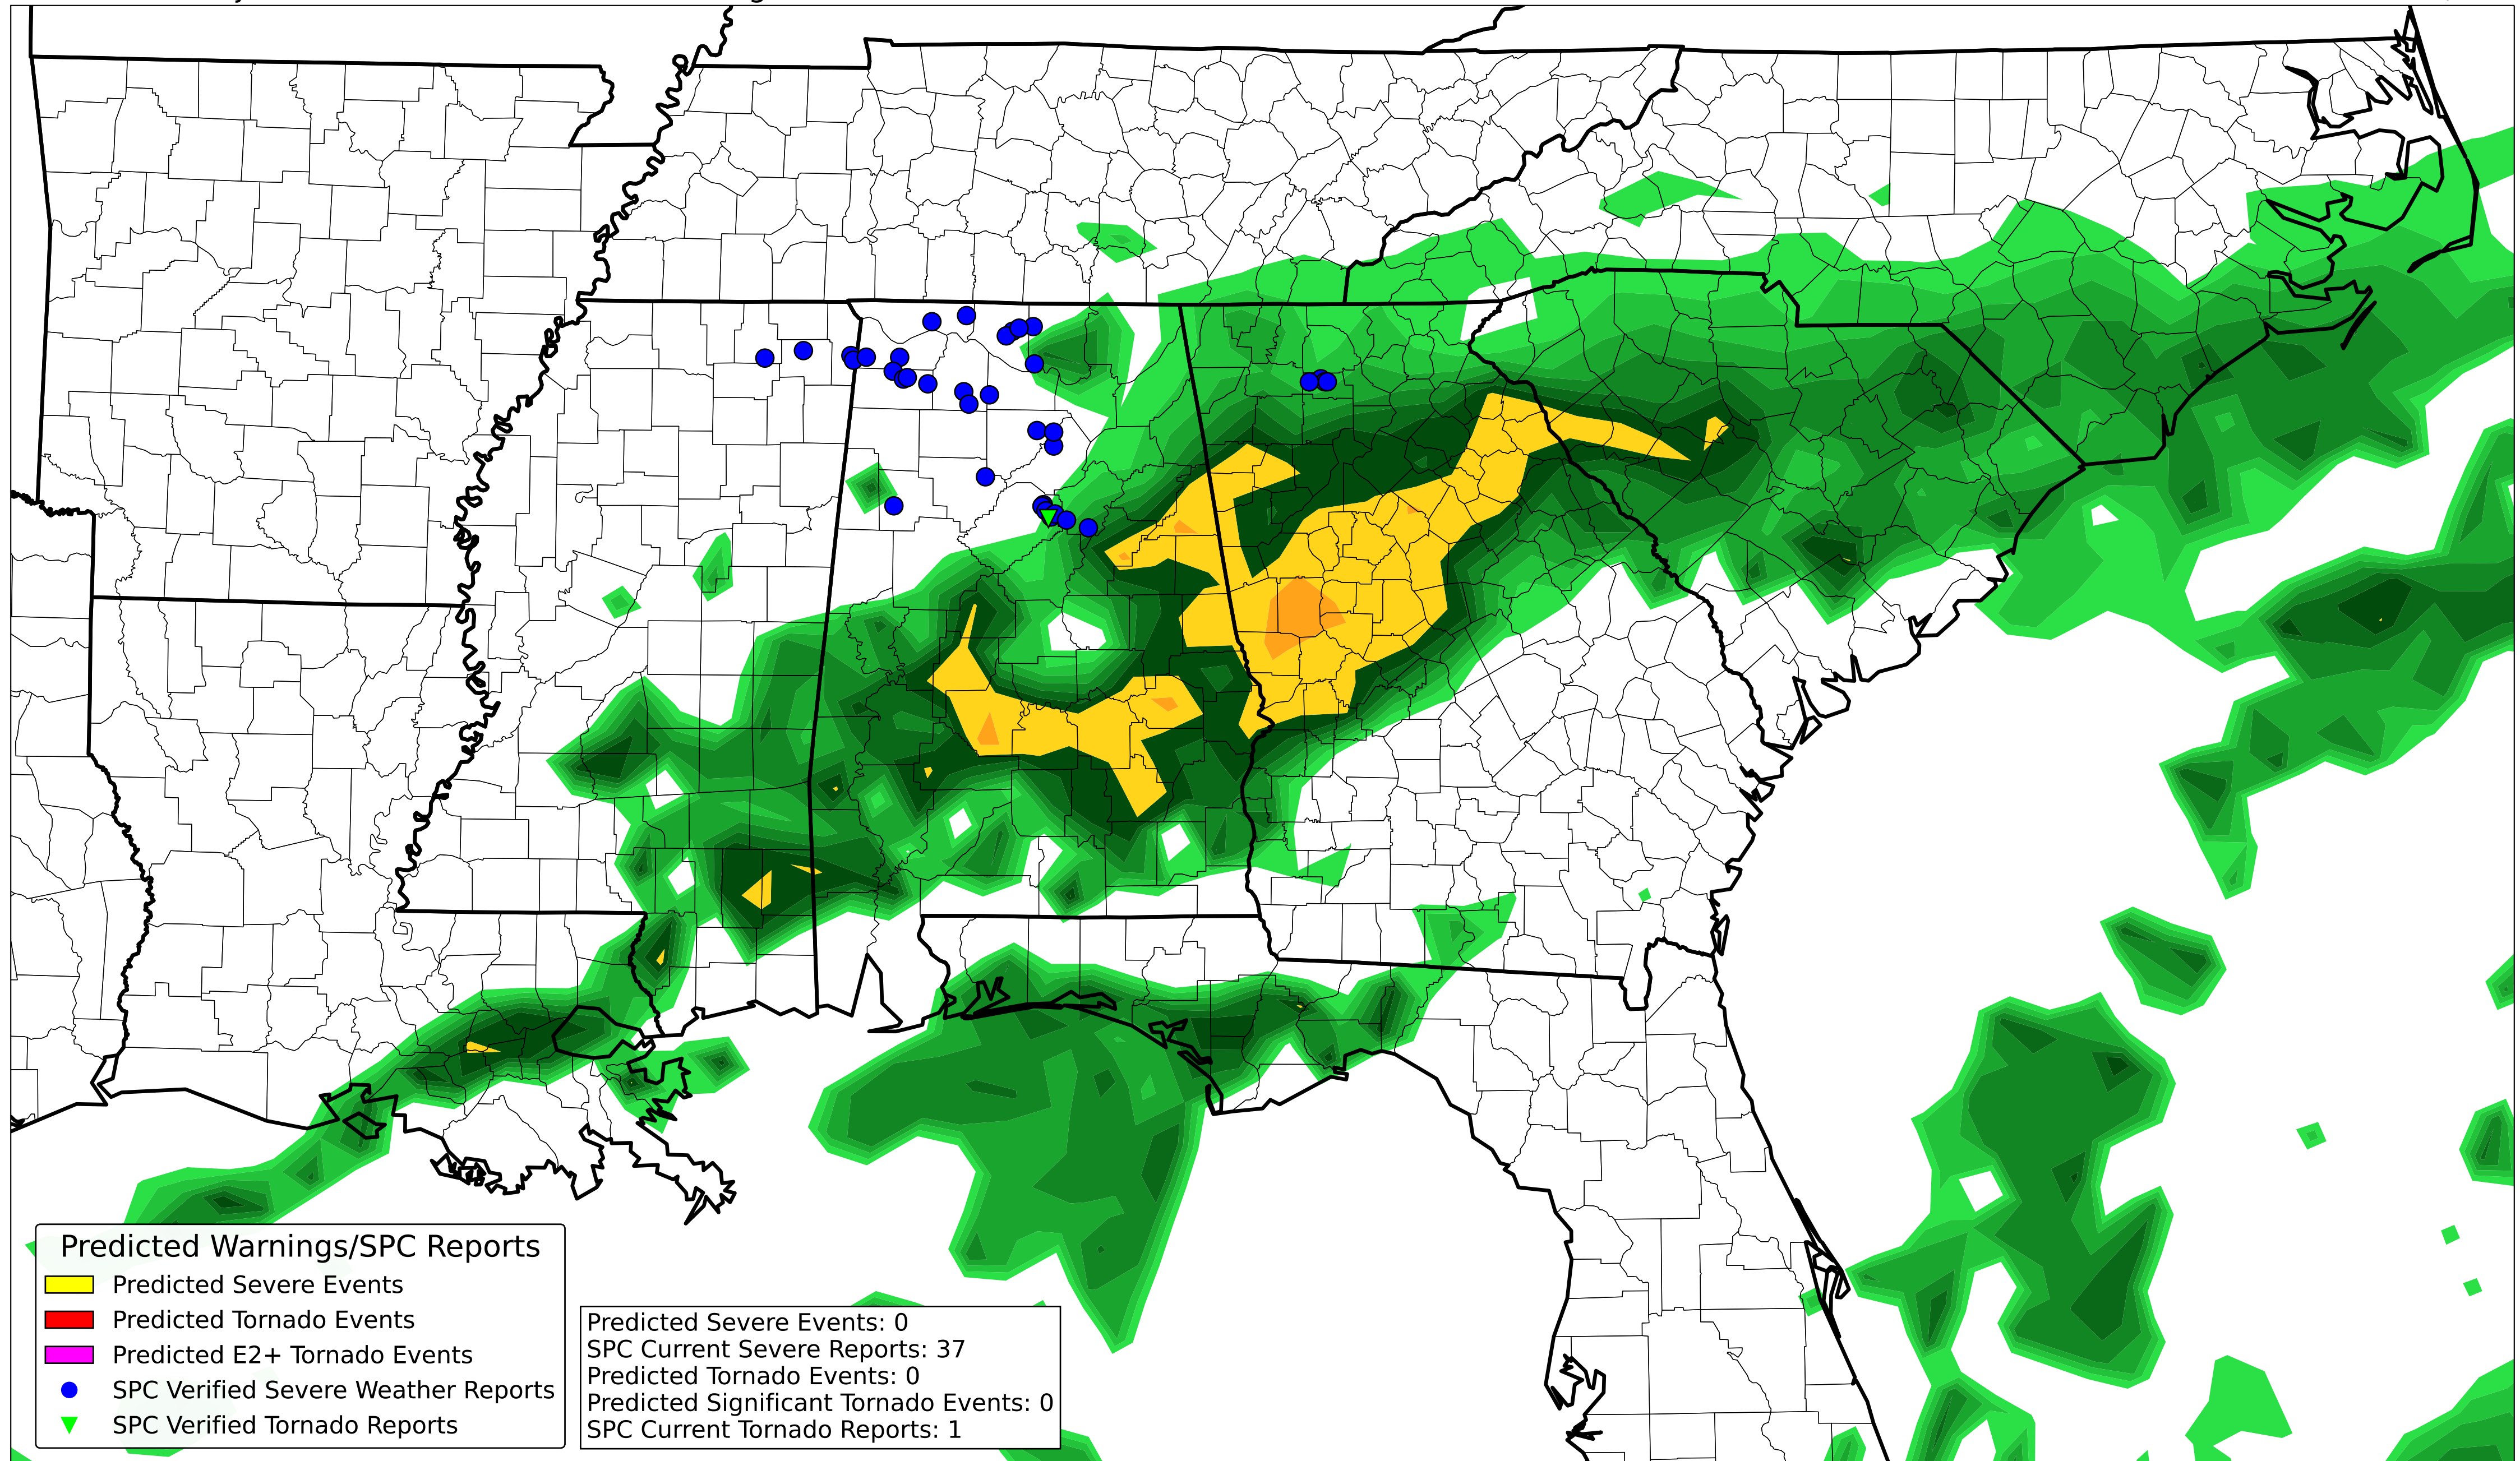 Predicted Warnings/SPC Reports
Predicted Severe Events
Predicted Tornado Events
Predicted E2+ Tornado Events
SPC Verified Severe Weather Reports
SPC Verified Tornado Reports
Predicted Severe Events: 0
SPC Current Severe Reports: 37
Predicted Tornado Events: 0
Predicted Significant Tornado Events: 0
SPC Current Tornado Reports: 1